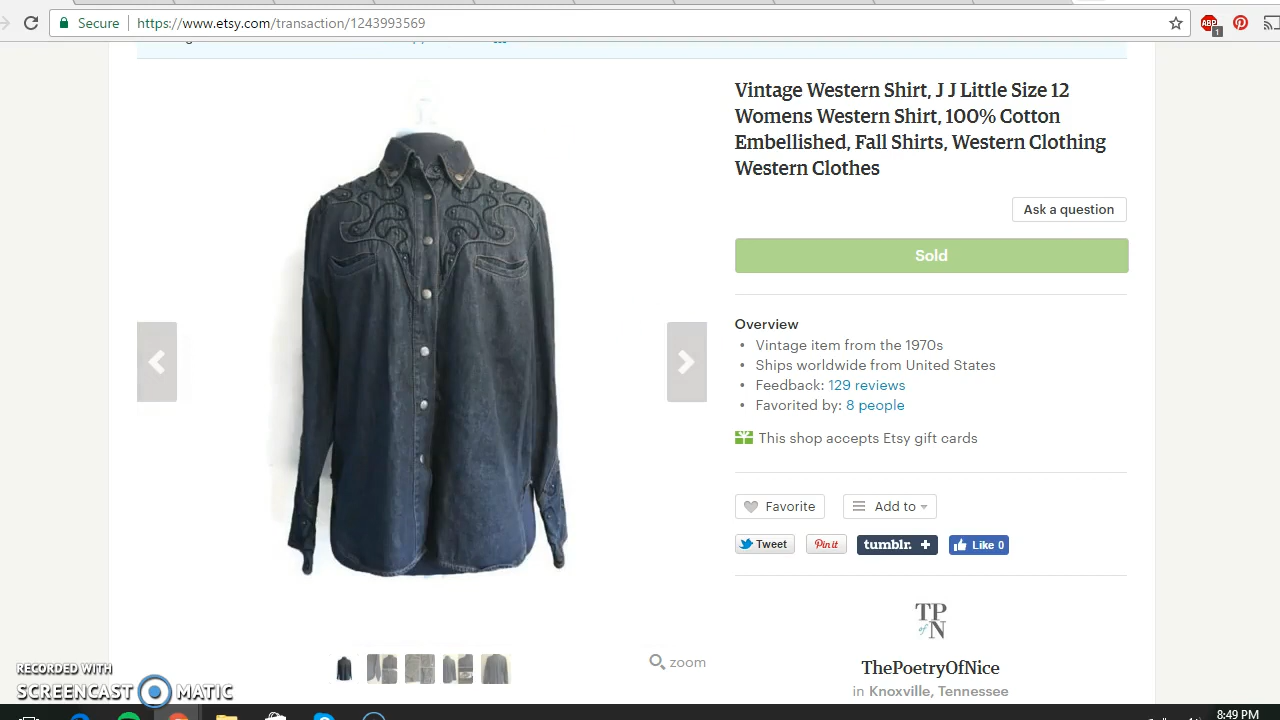 Secure
https://www.etsy.com/transaction/1243993569
ABP
1
Vintage Western Shirt, J J Little Size 12
Womens Western Shirt, 100% Cotton
Embellished, Fall Shirts, Western Clothing
Western Clothes
Ask a question
Sold
Overview
• Vintage item from the 1970s
• Ships worldwide from United States
• Feedback: 129 reviews
• Favorited by: 8 people
This shop accepts Etsy gift cards
Favorite
Add to
Tweet
Pin it
tumblr. +
Like 0
TP
of N
zoom
ThePoetryOfNice
in Knoxville, Tennessee
RECORDED WITH
SCREENCAST MATIC
8:49 PM